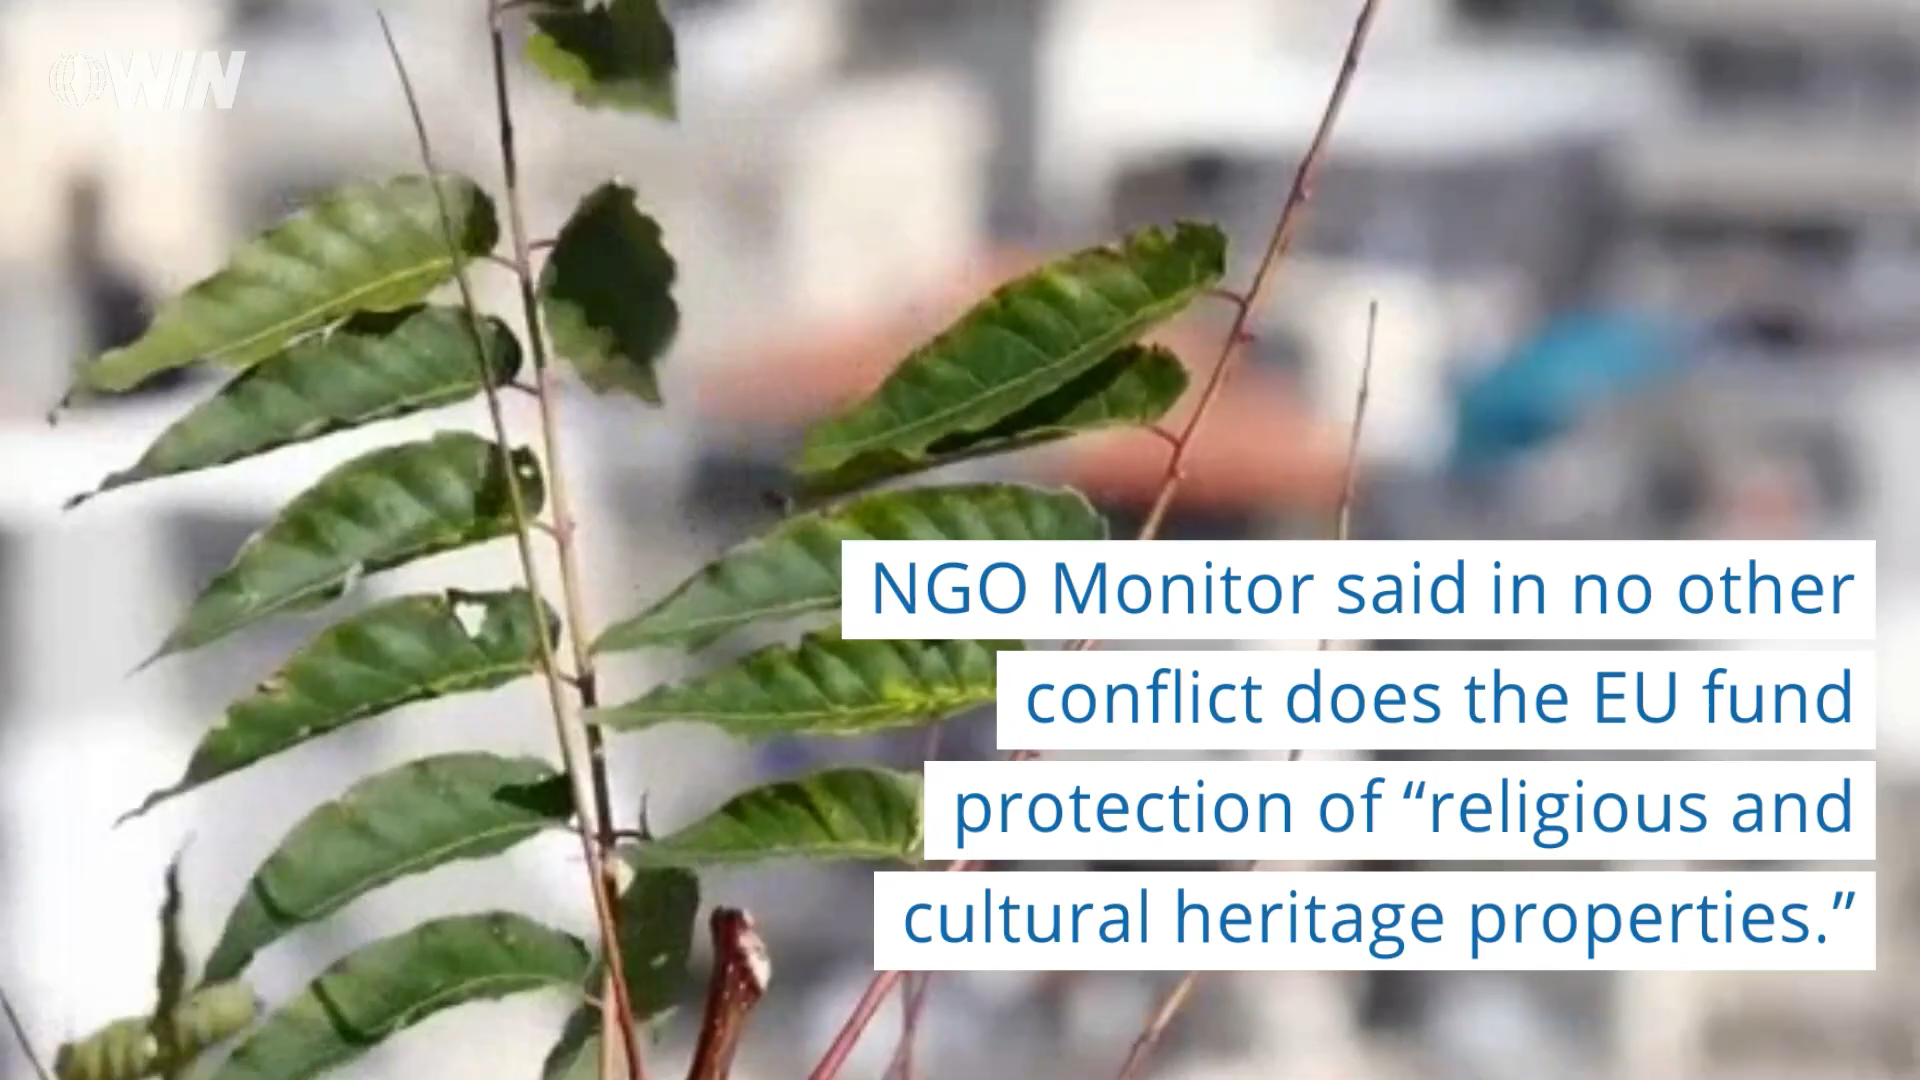 WIN
NGO Monitor said in no other
conflict does the EU fund
protection of “religious and
cultural heritage properties.”